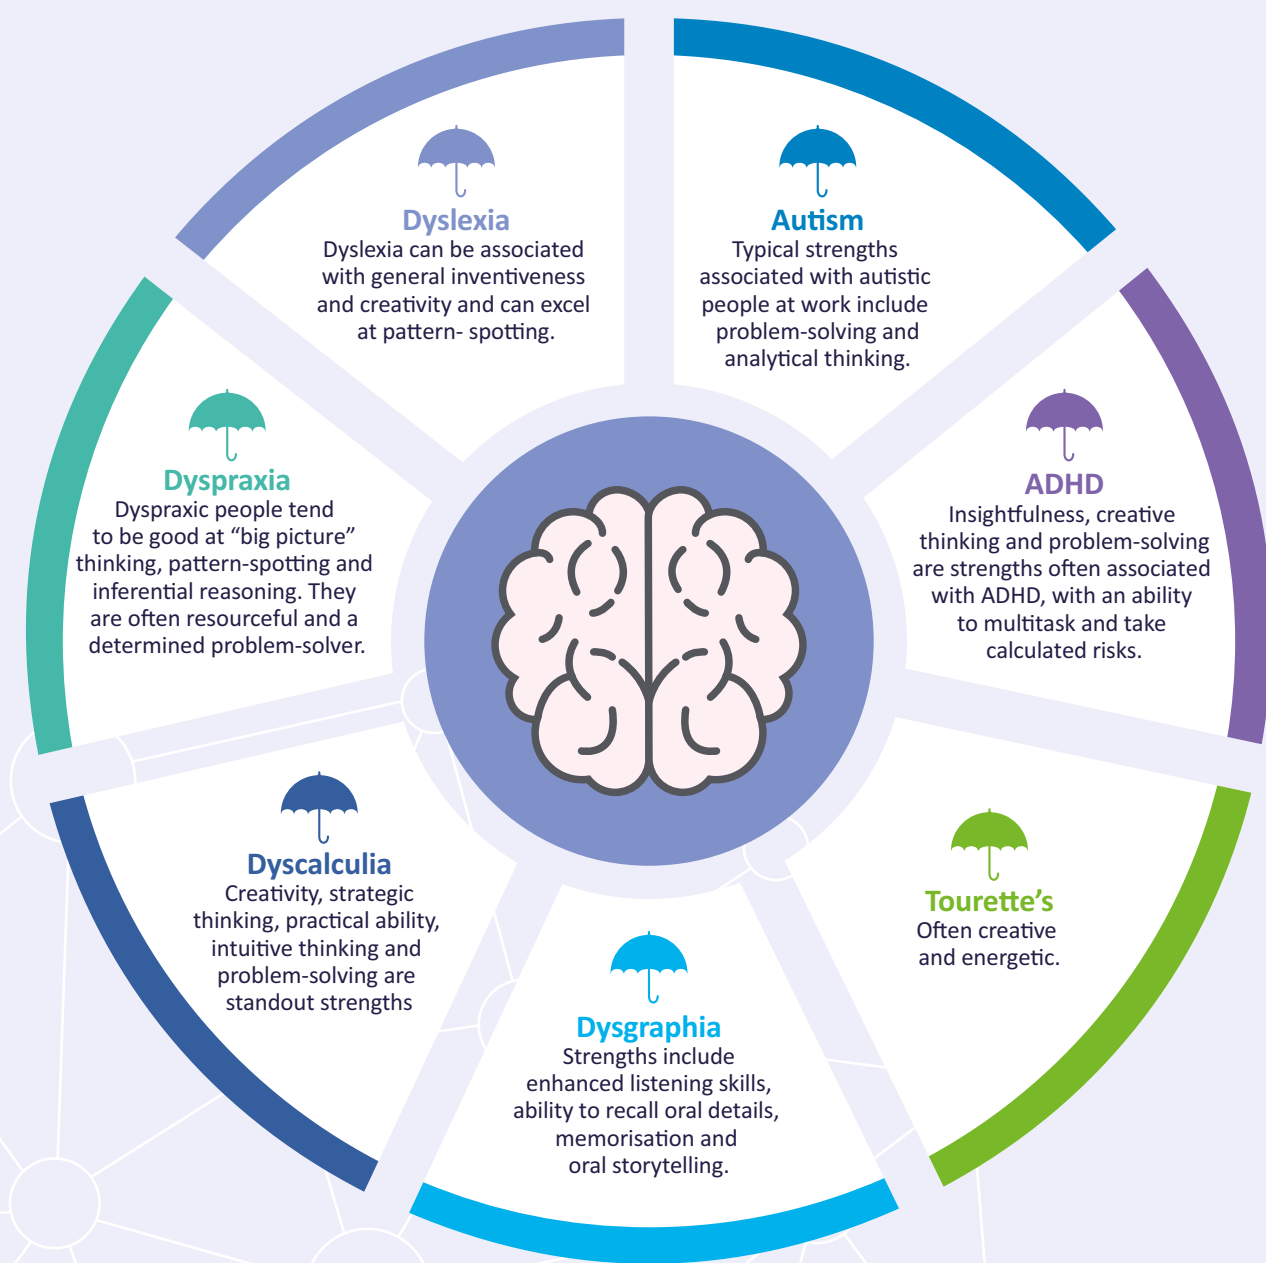 Dyslexia
Dyslexia can be associated
with general inventiveness
and creativity and can excel
at pattern- spotting.
Autism
Typical strengths
associated with autistic
people at work include
problem-solving and
analytical thinking.
ADHD
Insightfulness, creative
thinking and problem-solving
are strengths often associated
with ADHD, with an ability
to multitask and take
calculated risks.
Tourette’s
Often creative
and energetic.
Dysgraphia
Strengths include
enhanced listening skills,
ability to recall oral details,
memorisation and
oral storytelling.
Dyscalculia
Creativity, strategic
thinking, practical ability,
intuitive thinking and
problem-solving are
standout strengths
Dyspraxia
Dyspraxic people tend
to be good at “big picture”
thinking, pattern-spotting and
inferential reasoning. They
are often resourceful and a
determined problem-solver.